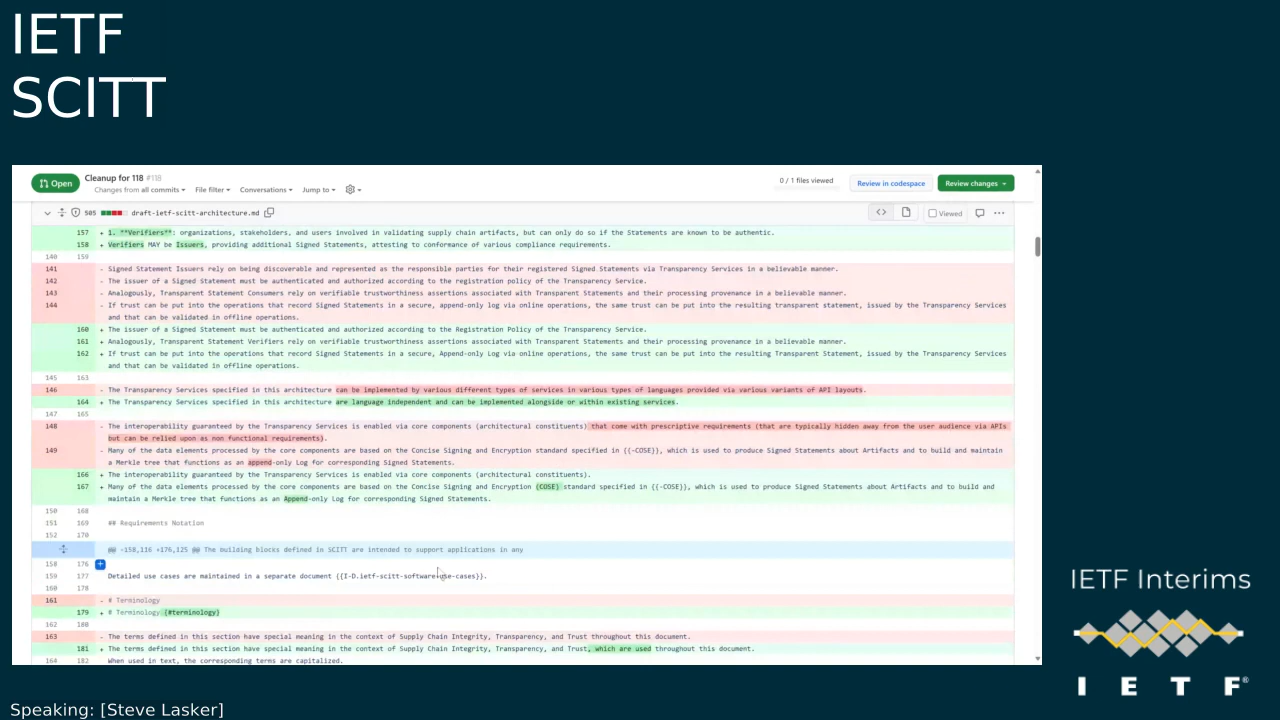 IETF
SCITT
Open
Cleanup for 118 #118
Changes from all commits
File filter
Conversations
Jump to
0 / 1 files viewed
Review in codespace
Review changes
505
draft-ietf-scitt-architecture.md
Viewed
157 + 1. **Verifiers**: organizations, stakeholders, and users involved in validating supply chain artifacts, but can only do so if the Statements are known to be authentic.
158 + Verifiers MAY be Issuers, providing additional Signed Statements, attesting to conformance of various compliance requirements.
140 159
141 - Signed Statement Issuers rely on being discoverable and represented as the responsible parties for their registered Signed Statements via Transparency Services in a believable manner.
142 - The issuer of a Signed Statement must be authenticated and authorized according to the registration policy of the Transparency Service.
143 - Analogously, Transparent Statement Consumers rely on verifiable trustworthiness assertions associated with Transparent Statements and their processing provenance in a believable manner.
144 - If trust can be put into the operations that record Signed Statements in a secure, append-only log via online operations, the same trust can be put into the resulting transparent statement, issued by the Transparency Services
and that can be validated in offline operations.
160 + The issuer of a Signed Statement must be authenticated and authorized according to the Registration Policy of the Transparency Service.
161 + Analogously, Transparent Statement Verifiers rely on verifiable trustworthiness assertions associated with Transparent Statements and their processing provenance in a believable manner.
162 + If trust can be put into the operations that record Signed Statements in a secure, Append-only Log via online operations, the same trust can be put into the resulting Transparent Statement, issued by the Transparency Services
and that can be validated in offline operations.
145 163
146 - The Transparency Services specified in this architecture can be implemented by various different types of services in various types of languages provided via various variants of API layouts.
164 + The Transparency Services specified in this architecture are language independent and can be implemented alongside or within existing services.
147 165
148 - The interoperability guaranteed by the Transparency Services is enabled via core components (architectural constituents) that come with prescriptive requirements (that are typically hidden away from the user audience via APIs
but can be relied upon as non functional requirements).
149 - Many of the data elements processed by the core components are based on the Concise Signing and Encryption standard specified in {{-COSE}}, which is used to produce Signed Statements about Artifacts and to build and maintain
a Merkle tree that functions as an append-only Log for corresponding Signed Statements.
166 + The interoperability guaranteed by the Transparency Services is enabled via core components (architectural constituents).
167 + Many of the data elements processed by the core components are based on the Concise Signing and Encryption (COSE) standard specified in {{-COSE}}, which is used to produce Signed Statements about Artifacts and to build and
maintain a Merkle tree that functions as an Append-only Log for corresponding Signed Statements.
150 168
151 169 ## Requirements Notation
152 170
@@ -158,116 +176,125 @@ The building blocks defined in SCITT are intended to support applications in any
158 176 +
159 177 Detailed use cases are maintained in a separate document {{I-D.ietf-scitt-software-use-cases}}.
160 178
161 - # Terminology
179 + # Terminology {#terminology}
162 180
163 - The terms defined in this section have special meaning in the context of Supply Chain Integrity, Transparency, and Trust throughout this document.
181 + The terms defined in this section have special meaning in the context of Supply Chain Integrity, Transparency, and Trust, which are used throughout this document.
164 182 When used in text, the corresponding terms are capitalized.
IETF Interims
I E T F®
Speaking: [Steve Lasker]